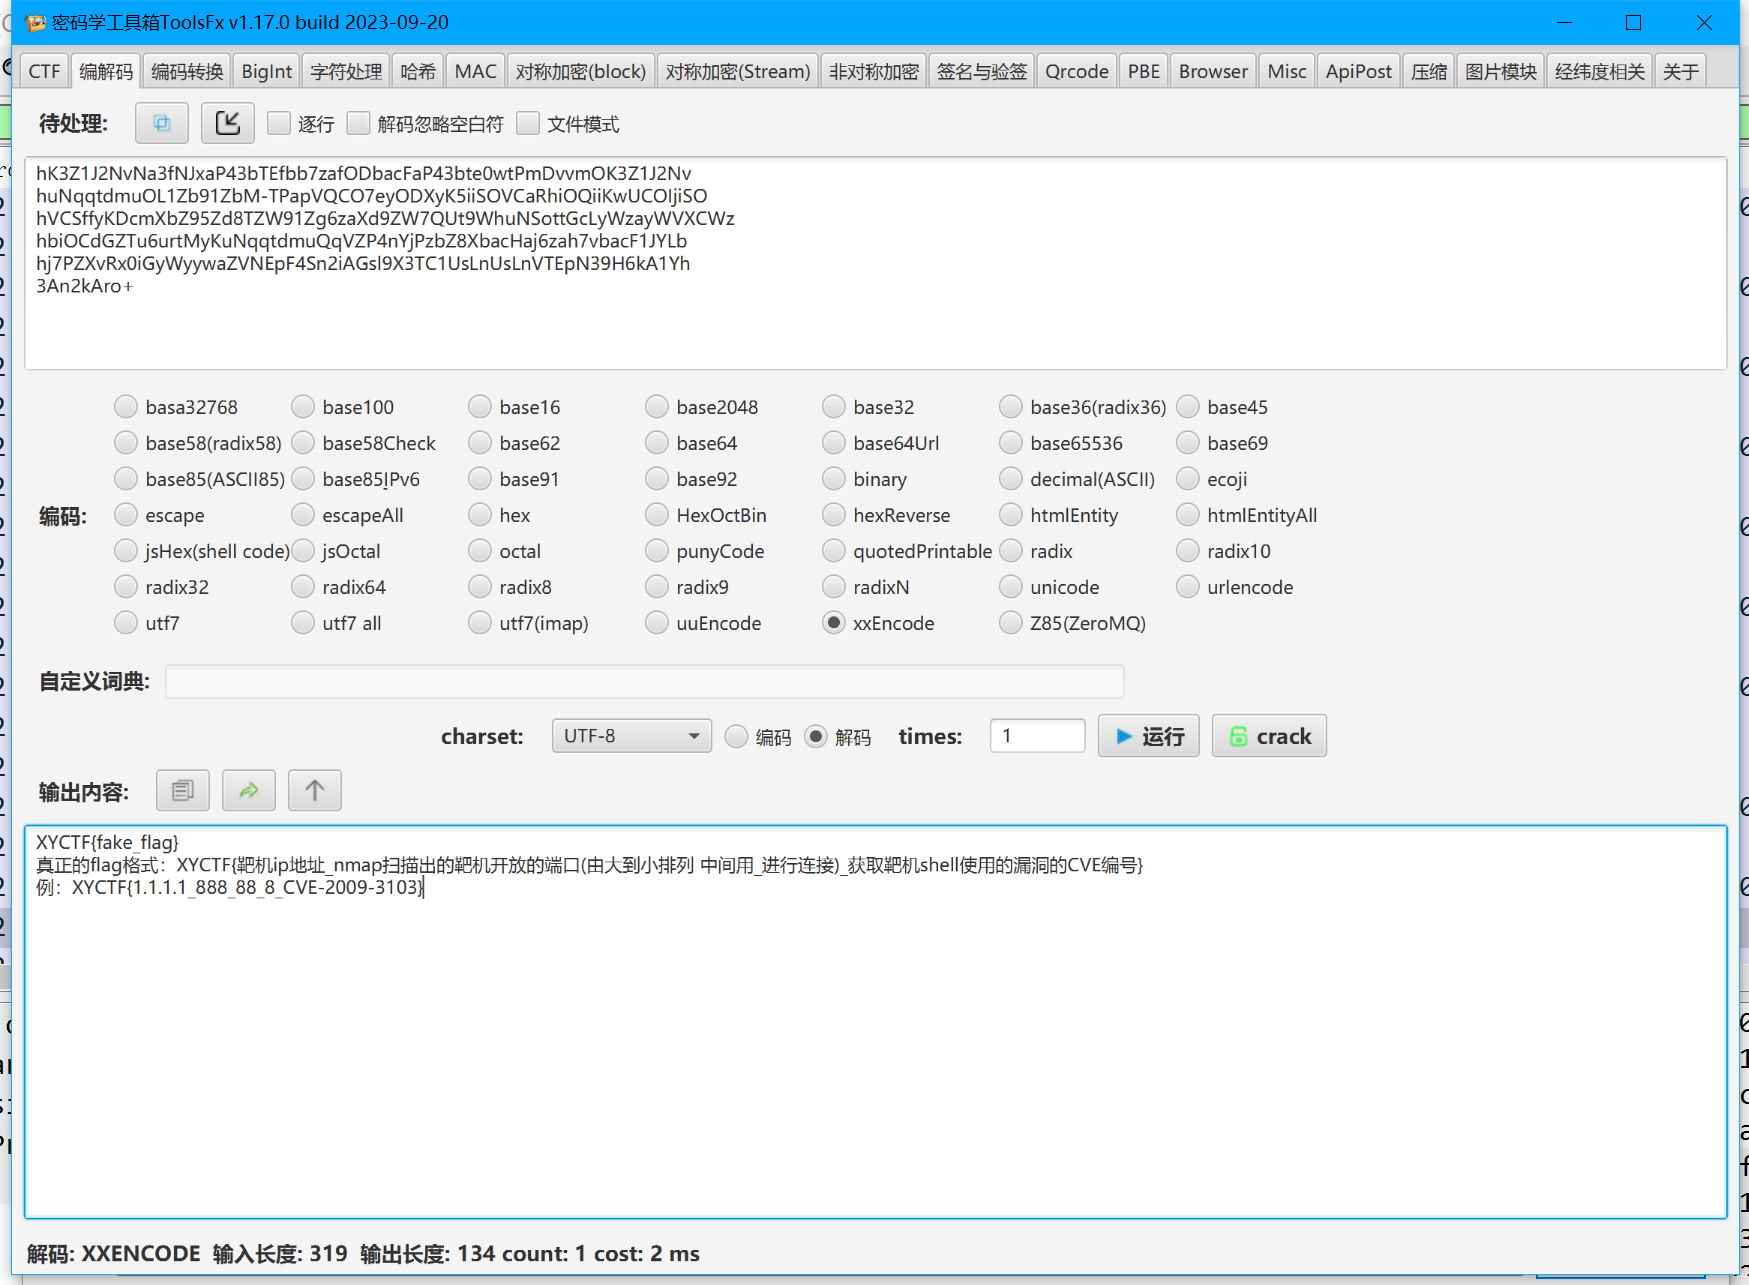 密码学工具箱ToolsFx v1.17.0 build 2023-09-20
CTF 编解码 编码转换 BigInt 字符处理 哈希 MAC 对称加密(block) 对称加密(Stream) 非对称加密 签名与验签 Qrcode PBE Browser Misc ApiPost 压缩 图片模块 经纬度相关 关于
待处理: 逐行 解码忽略空白符 文件模式
hK3Z1J2NvNa3fNJxaP43bTEfbb7zafODbacFaP43bte0wtPmDvvmOK3Z1J2Nv
huNqqtdmuOL1Zb91ZbM-TPapVQCO7eyODXyK5iiSOVCaRhiOQiiKwUCOIjiSO
hVCSffyKDcmXbZ95Zd8TZW91Zg6zaXd9ZW7QUt9WhuNSottGcLyWzayWVXCWz
hbiOCdGZTu6urtMyKuNqqtdmuQqVZP4nYjPzbZ8XbacHaj6zah7vbacF1JYLb
hj7PZXvRx0iGyWyywaZVNEpF4Sn2iAGsl9X3TC1UsLnUsLnVTEpN39H6kA1Yh
3An2kAro+
basa32768 base100 base16 base2048 base32 base36(radix36) base45
base58(radix58) base58Check base62 base64 base64Url base65536 base69
base85(ASCII85) base85IPv6 base91 base92 binary decimal(ASCII) ecoji
编码: escape escapeAll hex HexOctBin hexReverse htmlEntity htmlEntityAll
jsHex(shell code) jsOctal octal punyCode quotedPrintable radix radix10
radix32 radix64 radix8 radix9 radixN unicode urlencode
utf7 utf7 all utf7(imap) uuEncode xxEncode Z85(ZeroMQ)
自定义词典:
charset: UTF-8 编码 解码 times: 1 运行 crack
输出内容:
XYCTF{fake_flag}
真正的flag格式：XYCTF{靶机ip地址_nmap扫描出的靶机开放的端口(由大到小排列 中间用_进行连接)_获取靶机shell使用的漏洞的CVE编号}
例：XYCTF{1.1.1.1_888_88_8_CVE-2009-3103}
解码: XXENCODE 输入长度: 319 输出长度: 134 count: 1 cost: 2 ms